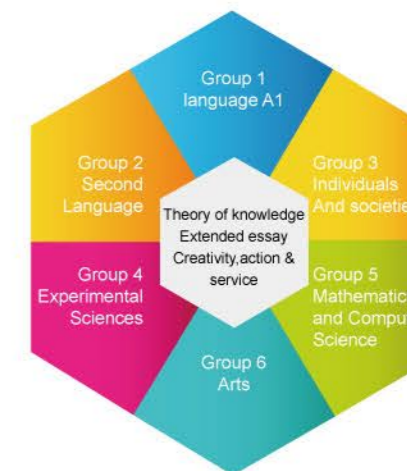 Group 1
language A1
Group 2
Second
Language
Group 3
Individuals
And societie
Theory of knowledge
Extended essay
Creativity,action &
service
Group 4
Experimental
Sciences
Group 5
Mathematic
and Comput
Science
Group 6
Arts